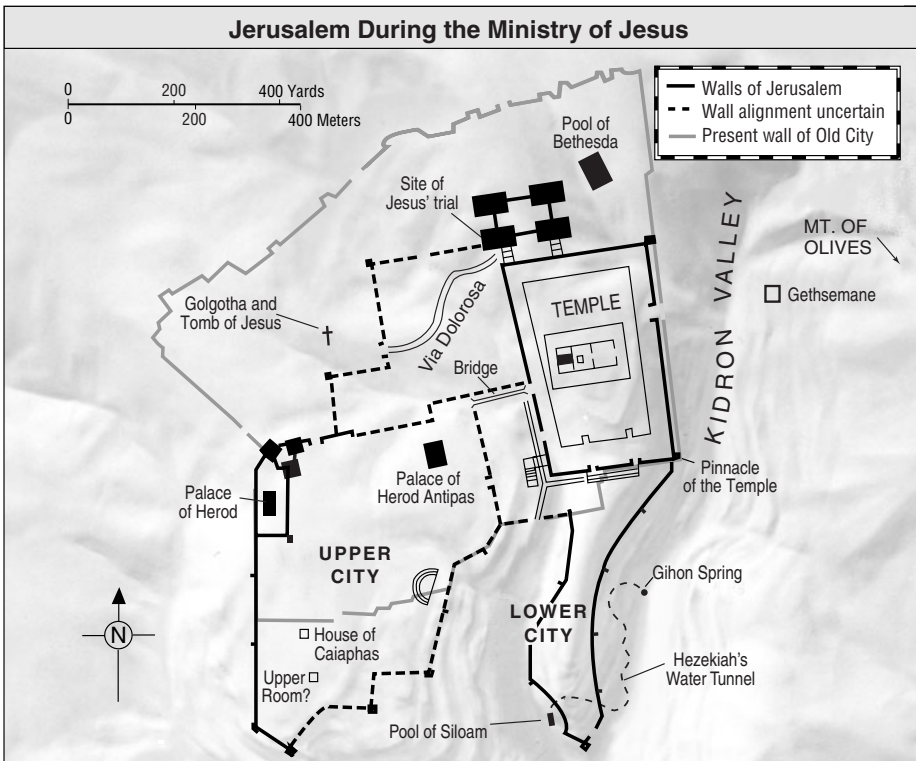 Jerusalem During the Ministry of Jesus
0 200 400 Yards
0 200 400 Meters
Walls of Jerusalem
Wall alignment uncertain
Present wall of Old City
Pool of
Bethesda
Site of
Jesus' trial
MT. OF
OLIVES
Gethsemane
KIDRON VALLEY
Golgotha and
Tomb of Jesus
Via Dolorosa
TEMPLE
Bridge
Palace of
Herod Antipas
Pinnacle
of the Temple
Palace
of Herod
UPPER
CITY
Gihon Spring
LOWER
CITY
N
House of
Caiaphas
Hezekiah's
Water Tunnel
Upper
Room?
Pool of Siloam